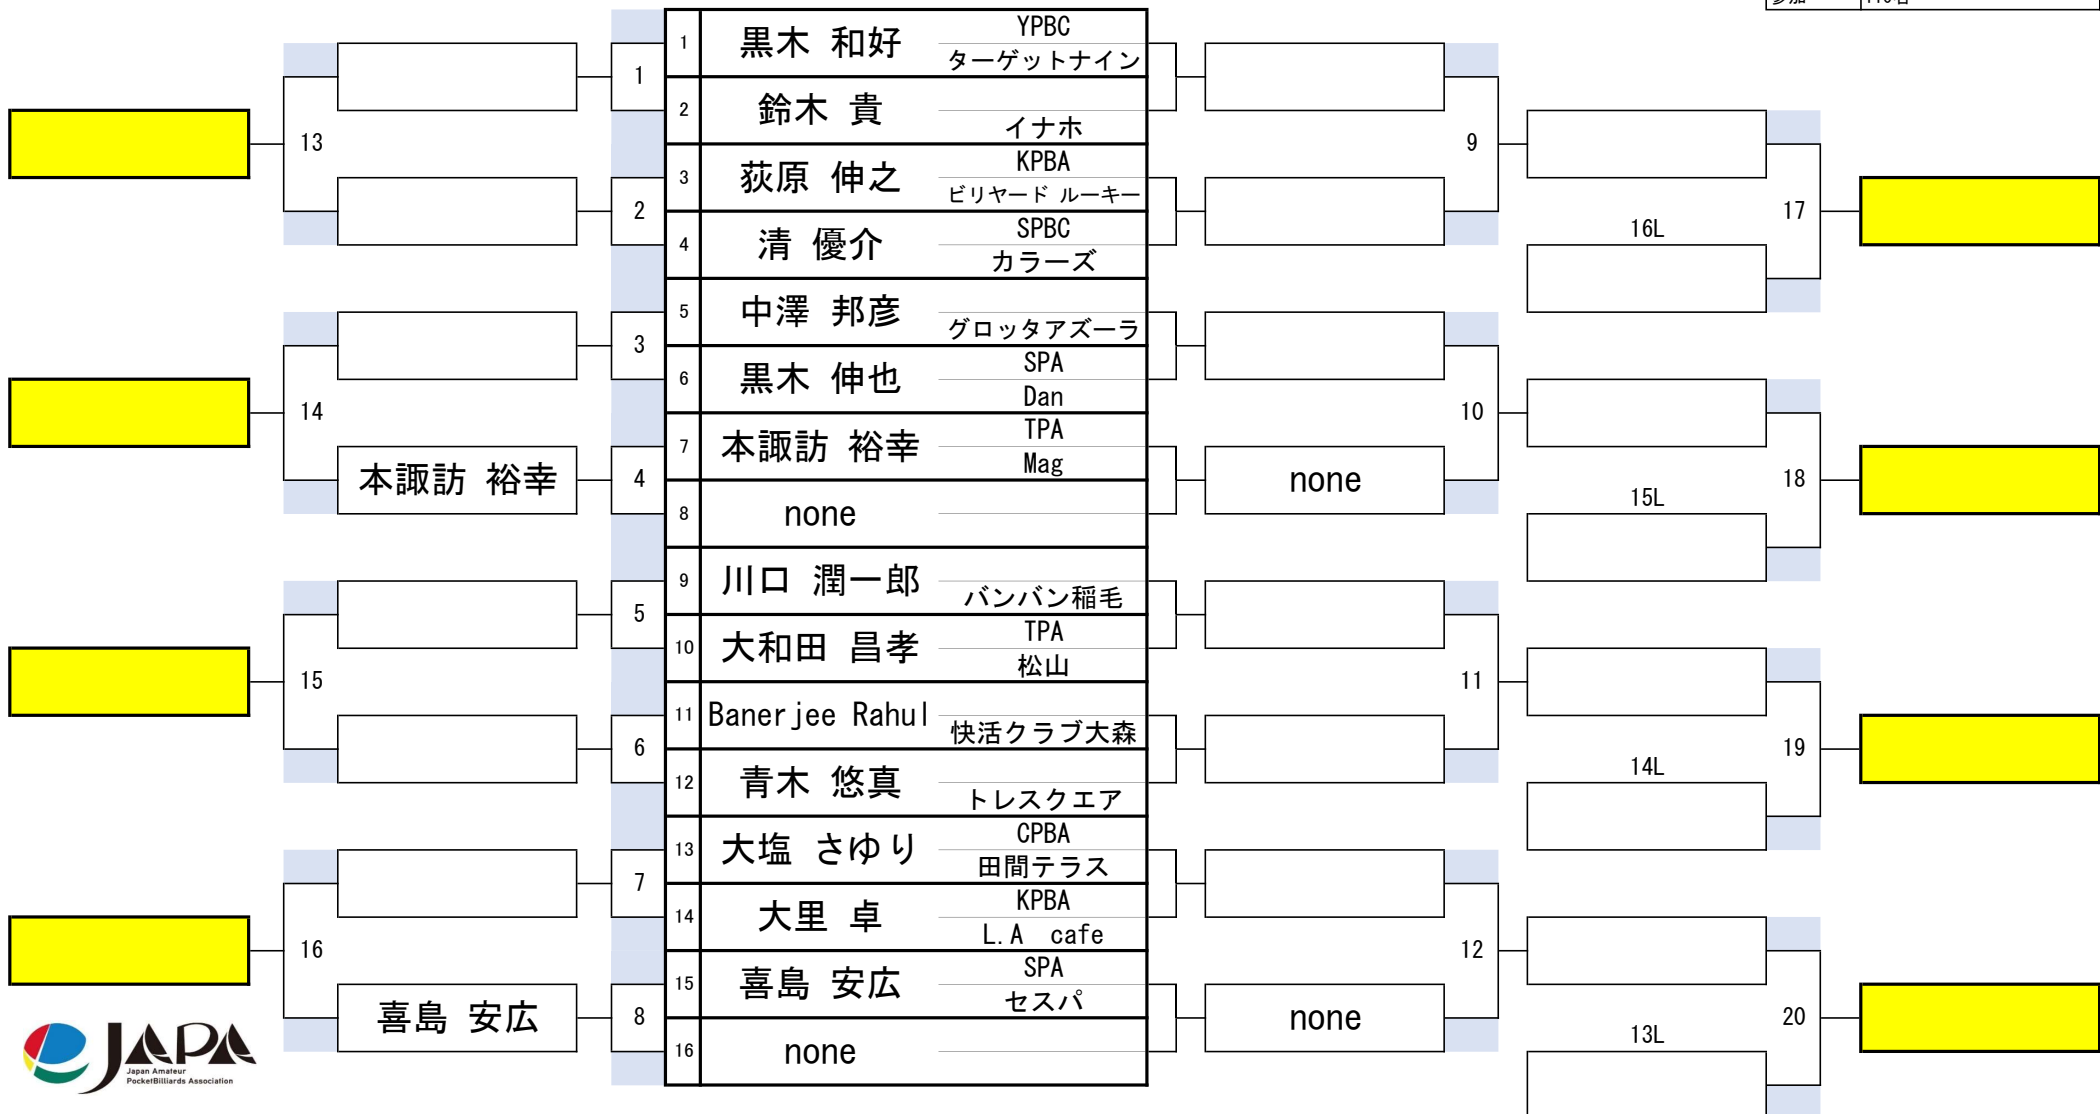 1 黒木 和好 YPBC
ターゲットナイン
1
2 鈴木 貴 イナホ
13
9
3 荻原 伸之 KPBA
ビリヤード ルーキー
2
17
4 清 優介 SPBC
カラーズ
16L
5 中澤 邦彦 グロッタアズーラ
3
6 黒木 伸也 SPA
Dan
14
10
7 本諏訪 裕幸 TPA
Mag
本諏訪 裕幸
4
none
18
15L
8 none
9 川口 潤一郎 バンバン稲毛
5
10 大和田 昌孝 TPA
松山
15
11
11 Banerjee Rahul 快活クラブ大森
6
19
14L
12 青木 悠真 トレスクエア
13 大塩 さゆり CPBA
田間テラス
7
14 大里 卓 KPBA
L.A cafe
16
12
15 喜島 安広 SPA
セスパ
喜島 安広
8
none
20
13L
16 none
JAPA
Japan Amateur
PocketBilliards Association